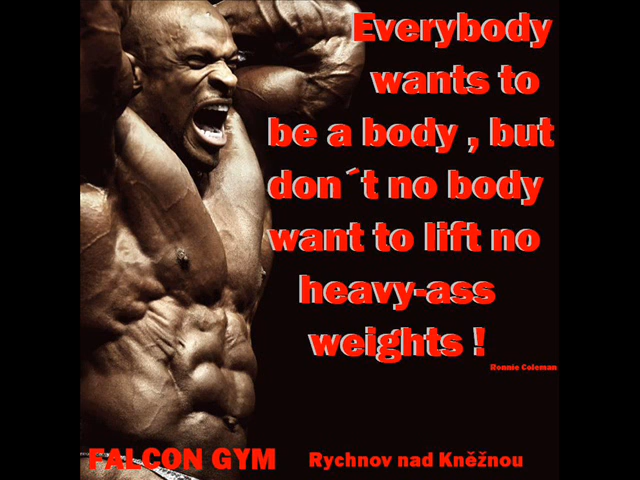 Everybody
wants to
be a body , but
don´t no body
want to lift no
heavy-ass
weights !
Ronnie Coleman
FALCON GYM
Rychnov nad Kněžnou